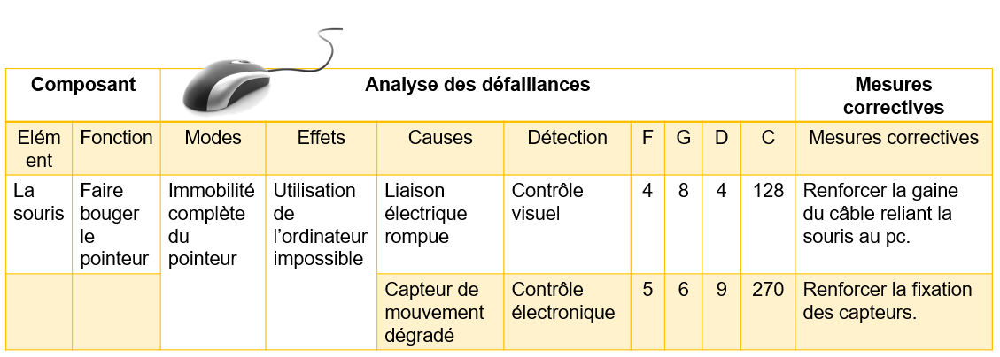 Composant
Analyse des défaillances
Mesures
correctives
Elém
ent
Fonction
Modes
Effets
Causes
Détection
F
G
D
C
Mesures correctives
La
souris
Faire
bouger
le
pointeur
Immobilité
complète
du
pointeur
Utilisation
de
l’ordinateur
impossible
Liaison
électrique
rompue
Contrôle
visuel
4
8
4
128
Renforcer la gaine
du câble reliant la
souris au pc.
Capteur de
mouvement
dégradé
Contrôle
électronique
5
6
9
270
Renforcer la fixation
des capteurs.